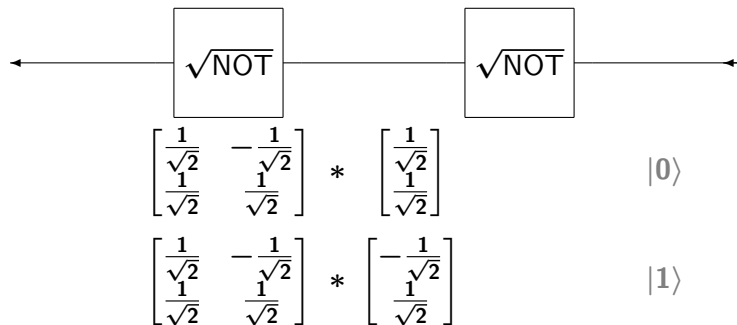 √NOT √NOT
[1/√2 −1/√2; 1/√2 1/√2] * [1/√2; 1/√2] |0⟩
[1/√2 −1/√2; 1/√2 1/√2] * [−1/√2; 1/√2] |1⟩